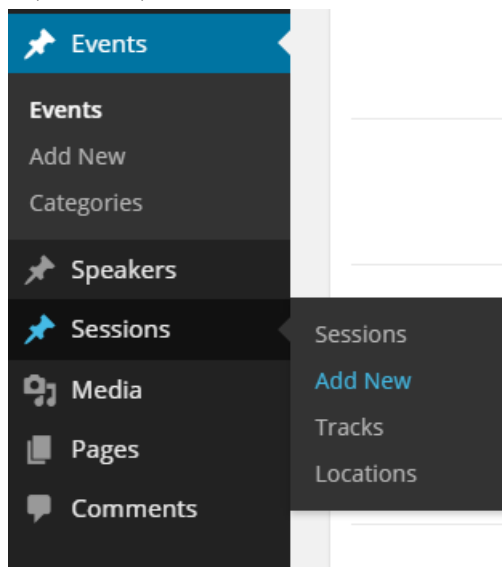 Events
Events
Add New
Categories
Speakers
Sessions
Sessions
Add New
Tracks
Locations
Media
Pages
Comments